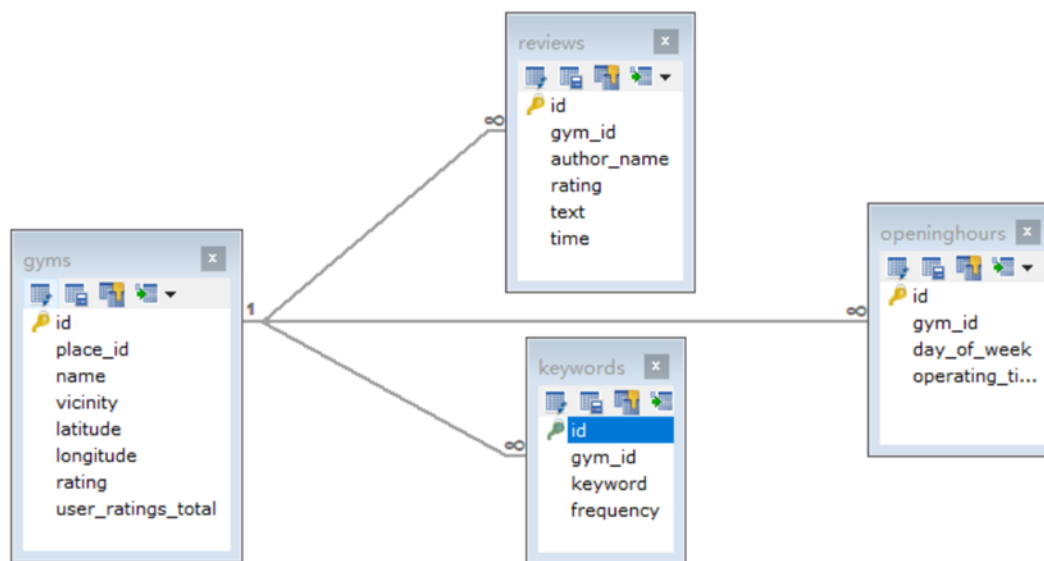 reviews
id
gym_id
author_name
rating
text
time
gyms
id
place_id
name
vicinity
latitude
longitude
rating
user_ratings_total
1
∞
∞
∞
keywords
id
gym_id
keyword
frequency
openinghours
id
gym_id
day_of_week
operating_ti...